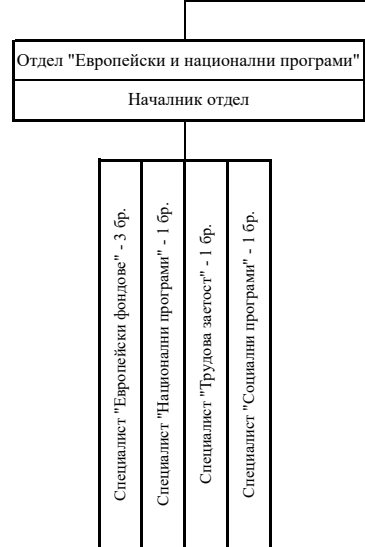 Отдел "Европейски и национални програми"
Началник отдел
Специалист "Европейски фондове" - 3 бр.
Специалист "Национални програми" - 1 бр.
Специалист "Трудова заетост" - 1 бр.
Специалист "Социални програми" - 1 бр.